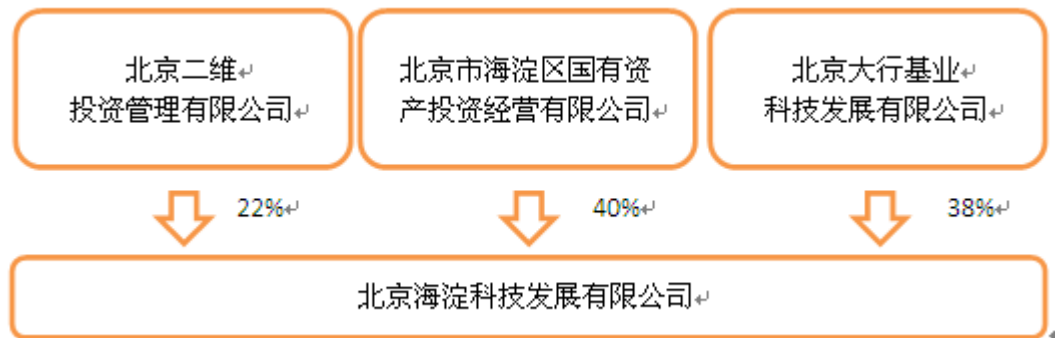 北京二维
投资管理有限公司
北京市海淀区国有资
产投资经营有限公司
北京大行基业
科技发展有限公司
22%
40%
38%
北京海淀科技发展有限公司